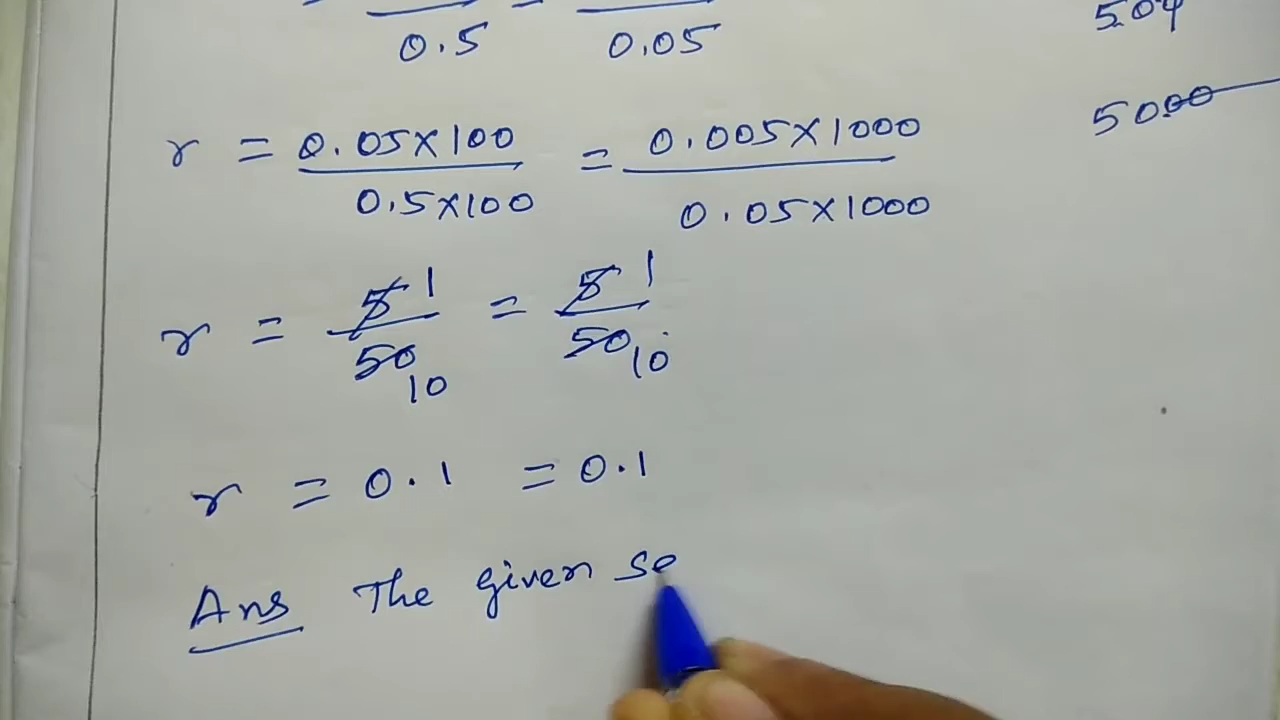 = = 
0.5 0.05
504
r = 0.05×100 = 0.005×1000
0.5×100 0.05×1000
5000
r = 5 1 = 5 1
50 10 50 10
r = 0.1 = 0.1
Ans The given se